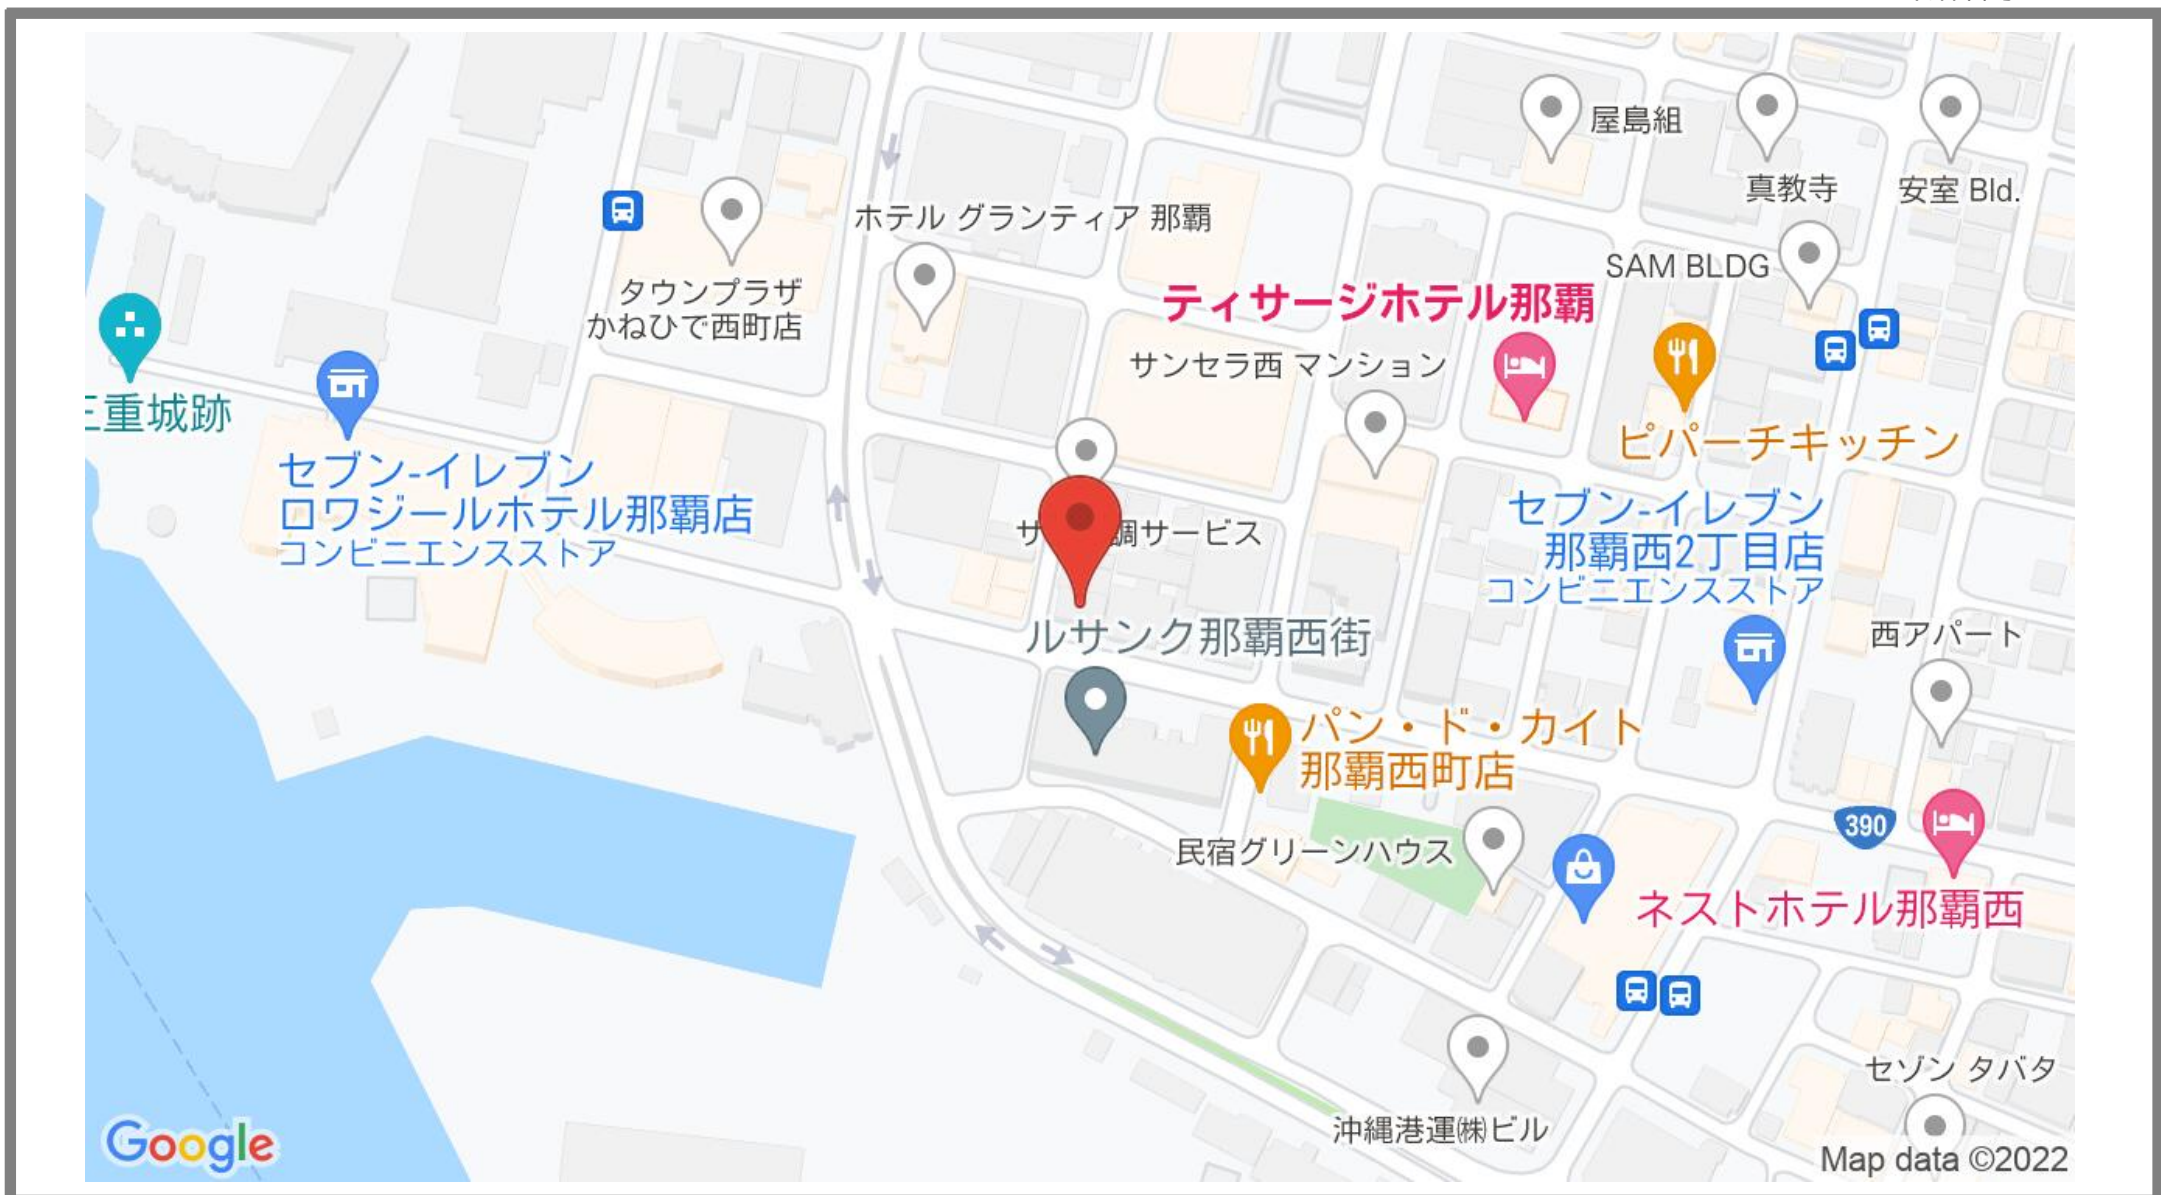 屋島組
真教寺
安室 Bld.
ホテル グランティア 那覇
SAM BLDG
タウンプラザ
かねひで西町店
ティサージホテル那覇
サンセラ西 マンション
三重城跡
ピパーチキッチン
セブン-イレブン
ロワジールホテル那覇店
コンビニエンスストア
サ
調サービス
セブン-イレブン
那覇西2丁目店
コンビニエンスストア
ルサンク那覇西街
西アパート
パン・ド・カイト
那覇西町店
390
民宿グリーンハウス
ネストホテル那覇西
セゾン タバタ
沖縄港運㈱ビル
Google
Map data ©2022